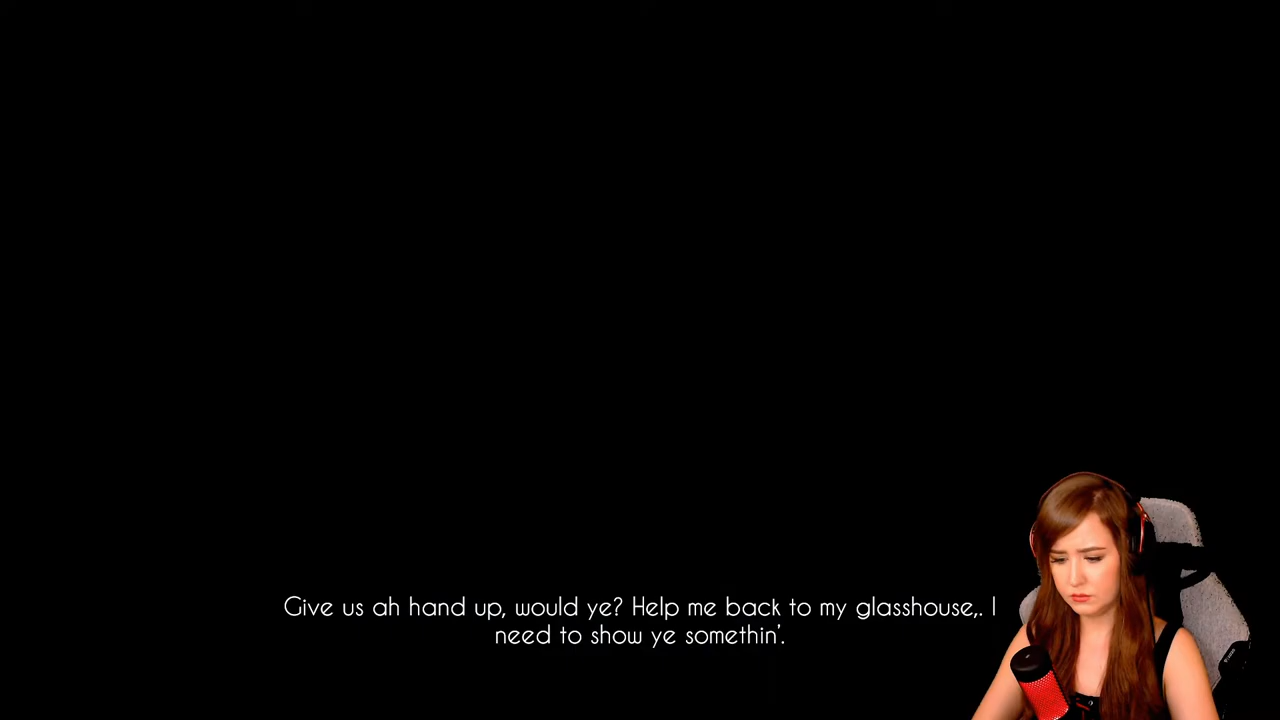 Give us ah hand up, would ye? Help me back to my glasshouse,. I
need to show ye somethin'.